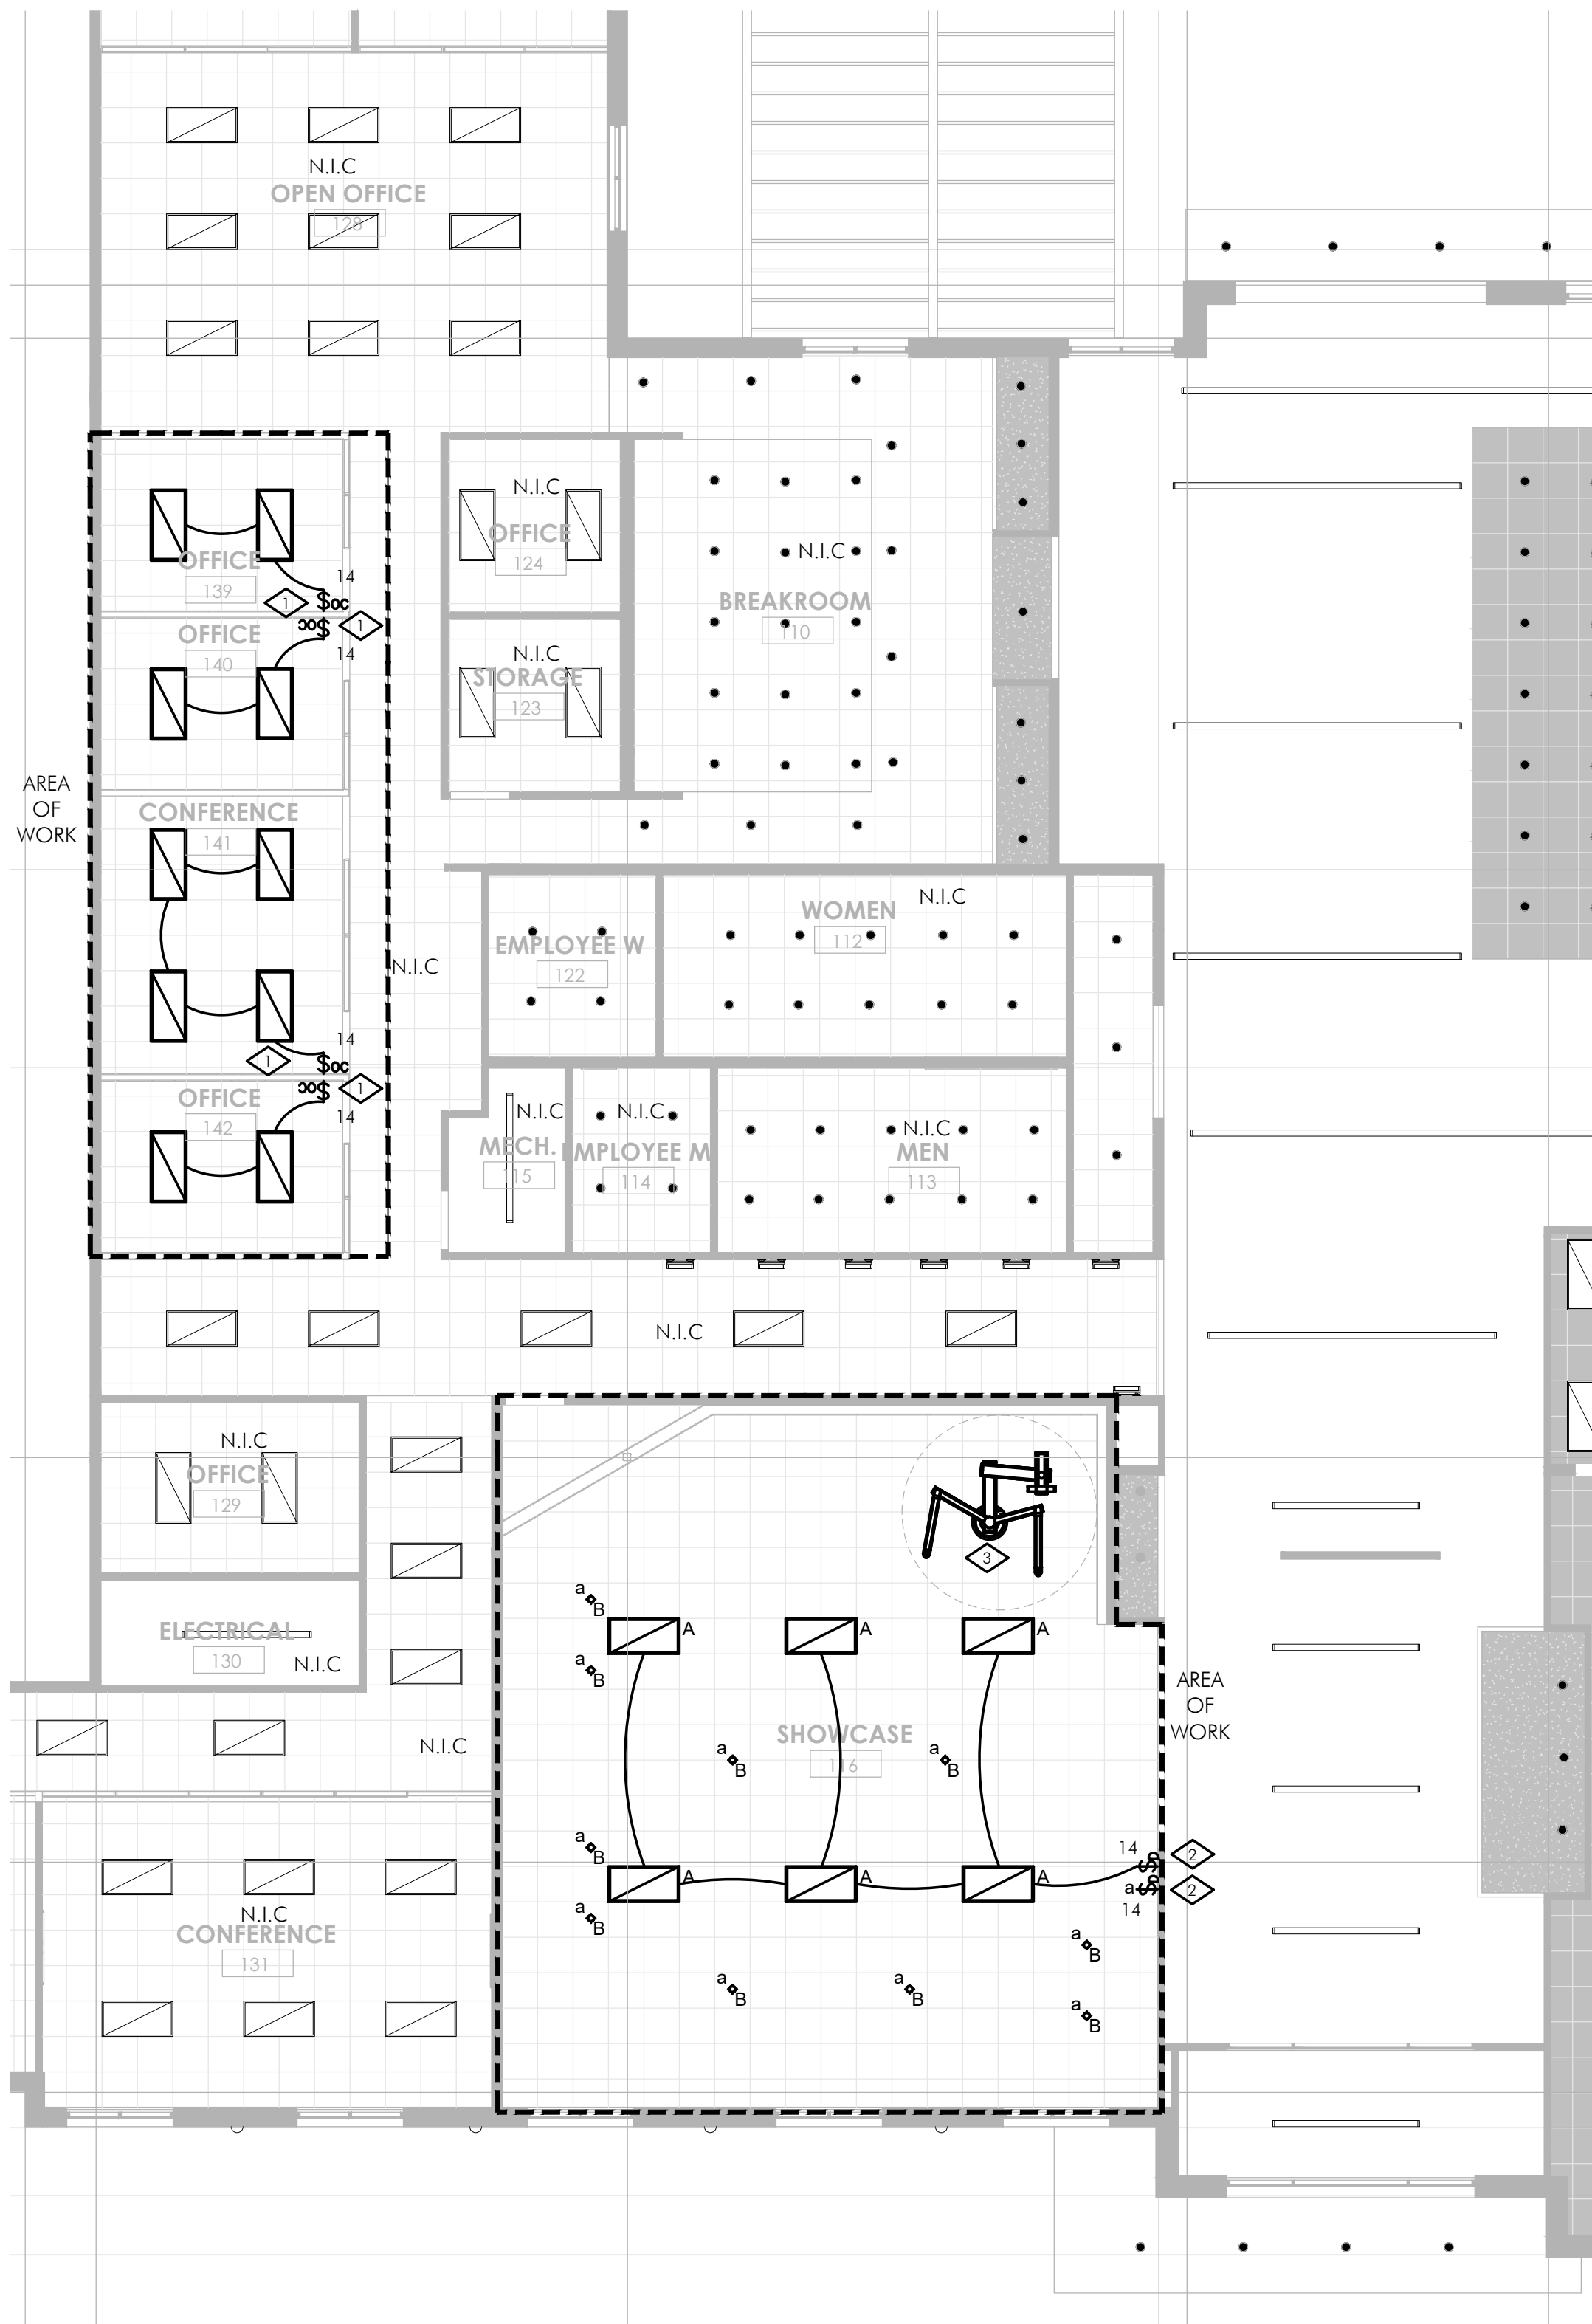 N.I.C
OPEN OFFICE
128
OFFICE
139
14
1
$oc
$oc
1
OFFICE
140
14
N.I.C
OFFICE
124
N.I.C
STORAGE
123
N.I.C
BREAKROOM
110
AREA
OF
WORK
CONFERENCE
141
N.I.C
14
1
$oc
$oc
1
OFFICE
142
14
EMPLOYEE W
122
WOMEN
N.I.C
112
N.I.C
MECH.
115
N.I.C
EMPLOYEE M
114
N.I.C
MEN
113
N.I.C
N.I.C
OFFICE
129
ELECTRICAL
130
N.I.C
N.I.C
N.I.C
CONFERENCE
131
3
a
B
A
A
A
a
B
SHOWCASE
116
a
B
a
B
AREA
OF
WORK
a
B
A
A
A
14
$D
2
a
$D
2
14
a
B
a
B
a
B
a
B
a
B